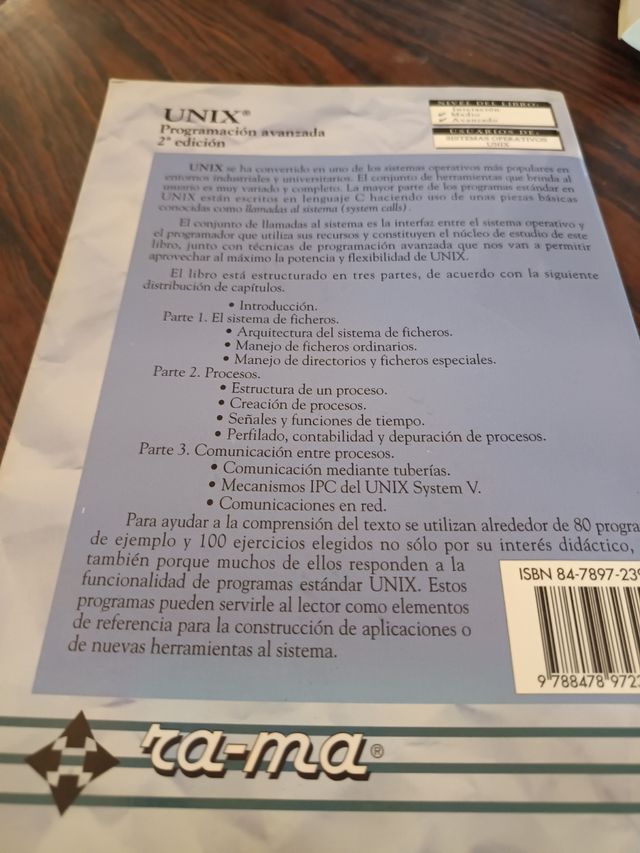 UNIX®
Programación avanzada
2ª edición
NIVEL DEL LIBRO:
Iniciación
✔ Medio
✔ Avanzado
USUARIOS DE:
SISTEMAS OPERATIVOS
UNIX
UNIX se ha convertido en uno de los sistemas operativos más populares en
entornos industriales y universitarios. El conjunto de herramientas que brinda al
usuario es muy variado y completo. La mayor parte de los programas estándar en
UNIX están escritos en lenguaje C haciendo uso de unas piezas básicas
conocidas como llamadas al sistema (system calls).
El conjunto de llamadas al sistema es la interfaz entre el sistema operativo y
el programador que utiliza sus recursos y constituyen el núcleo de estudio de este
libro, junto con técnicas de programación avanzada que nos van a permitir
aprovechar al máximo la potencia y flexibilidad de UNIX.
El libro está estructurado en tres partes, de acuerdo con la siguiente
distribución de capítulos.
• Introducción.
Parte 1. El sistema de ficheros.
• Arquitectura del sistema de ficheros.
• Manejo de ficheros ordinarios.
• Manejo de directorios y ficheros especiales.
Parte 2. Procesos.
• Estructura de un proceso.
• Creación de procesos.
• Señales y funciones de tiempo.
• Perfilado, contabilidad y depuración de procesos.
Parte 3. Comunicación entre procesos.
• Comunicación mediante tuberías.
• Mecanismos IPC del UNIX System V.
• Comunicaciones en red.
Para ayudar a la comprensión del texto se utilizan alrededor de 80 progra
de ejemplo y 100 ejercicios elegidos no sólo por su interés didáctico,
también porque muchos de ellos responden a la
funcionalidad de programas estándar UNIX. Estos
programas pueden servirle al lector como elementos
de referencia para la construcción de aplicaciones o
de nuevas herramientas al sistema.
ISBN 84-7897-239
9 788478 9723
ra-ma®